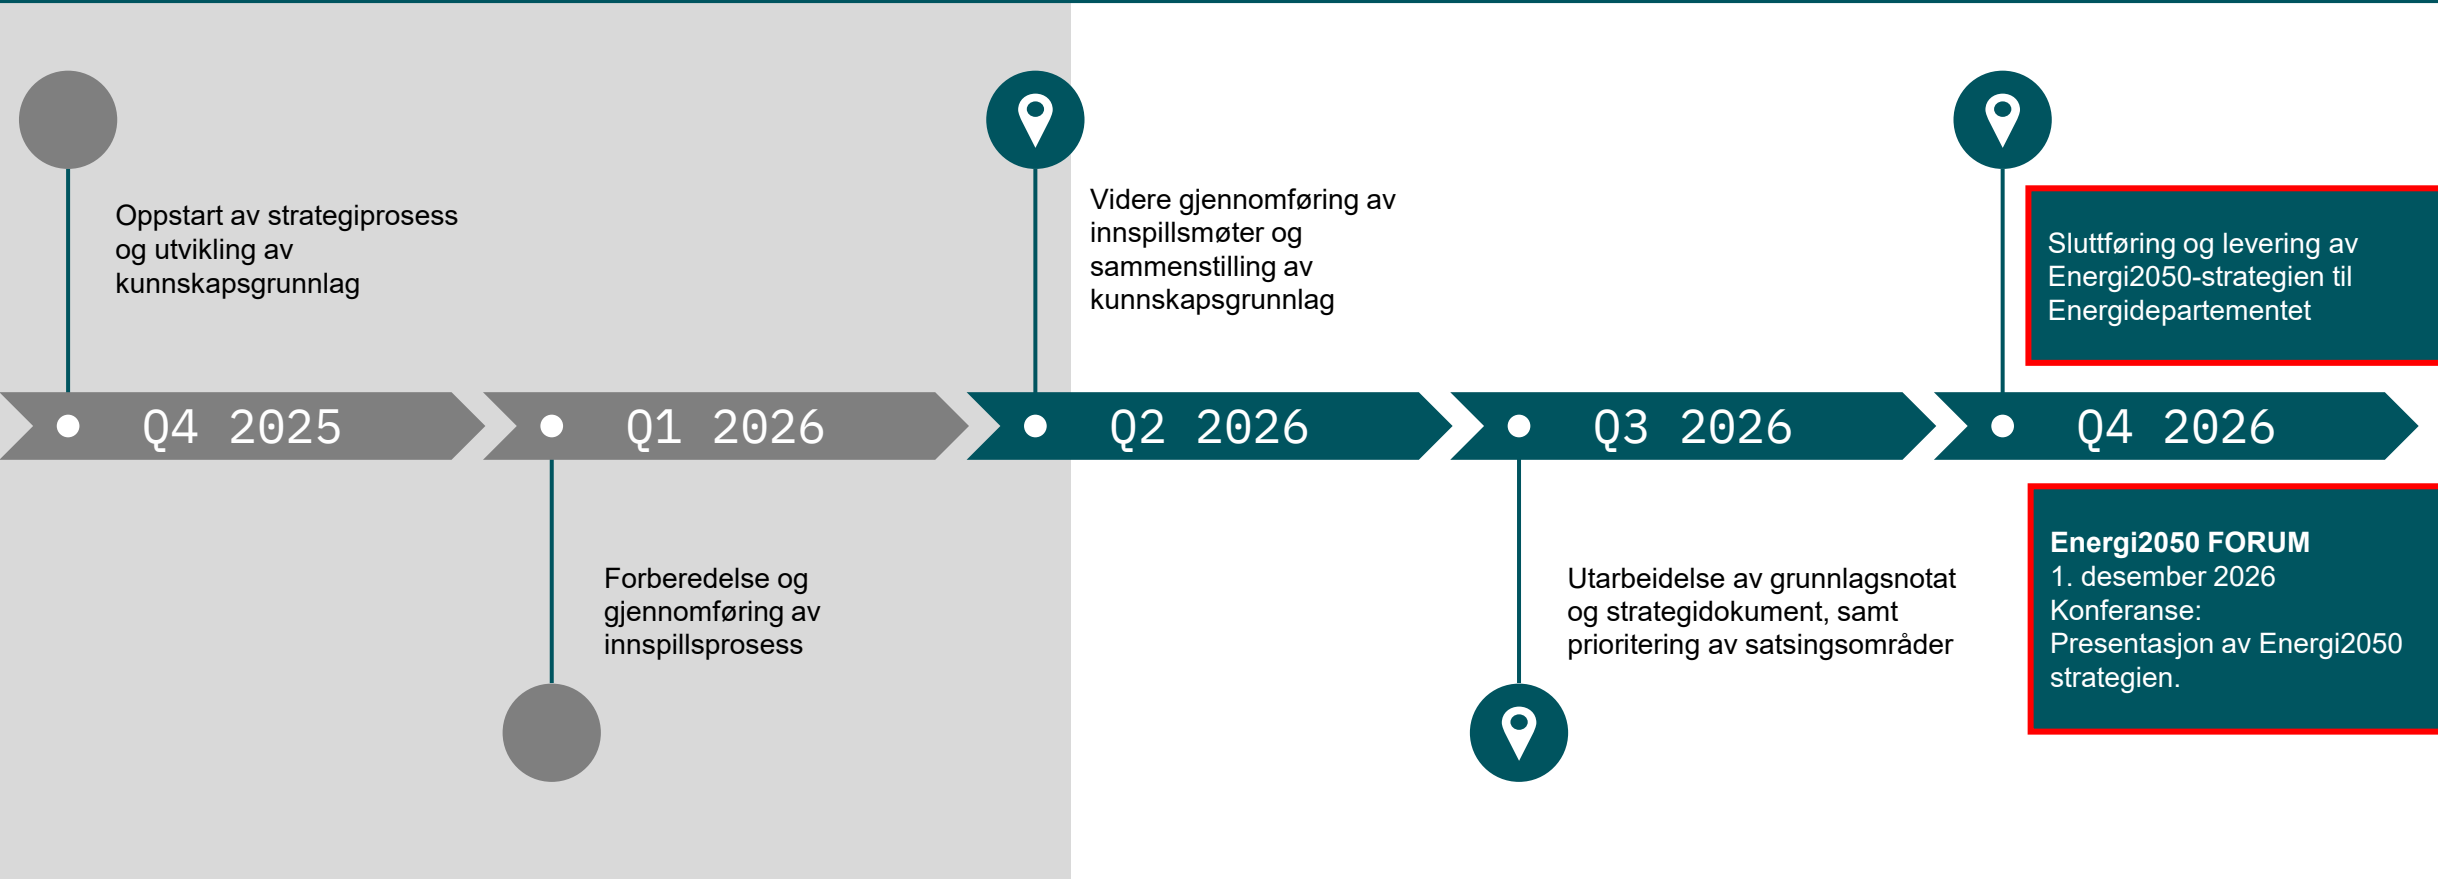 Oppstart av strategiprosess
og utvikling av
kunnskapsgrunnlag
Videre gjennomføring av
innspillsmøter og
sammenstilling av
kunnskapsgrunnlag
Sluttføring og levering av
Energi2050-strategien til
Energidepartementet
Q4 2025
Q1 2026
Q2 2026
Q3 2026
Q4 2026
Forberedelse og
gjennomføring av
innspillsprosess
Utarbeidelse av grunnlagsnotat
og strategidokument, samt
prioritering av satsingsområder
Energi2050 FORUM
1. desember 2026
Konferanse:
Presentasjon av Energi2050
strategien.